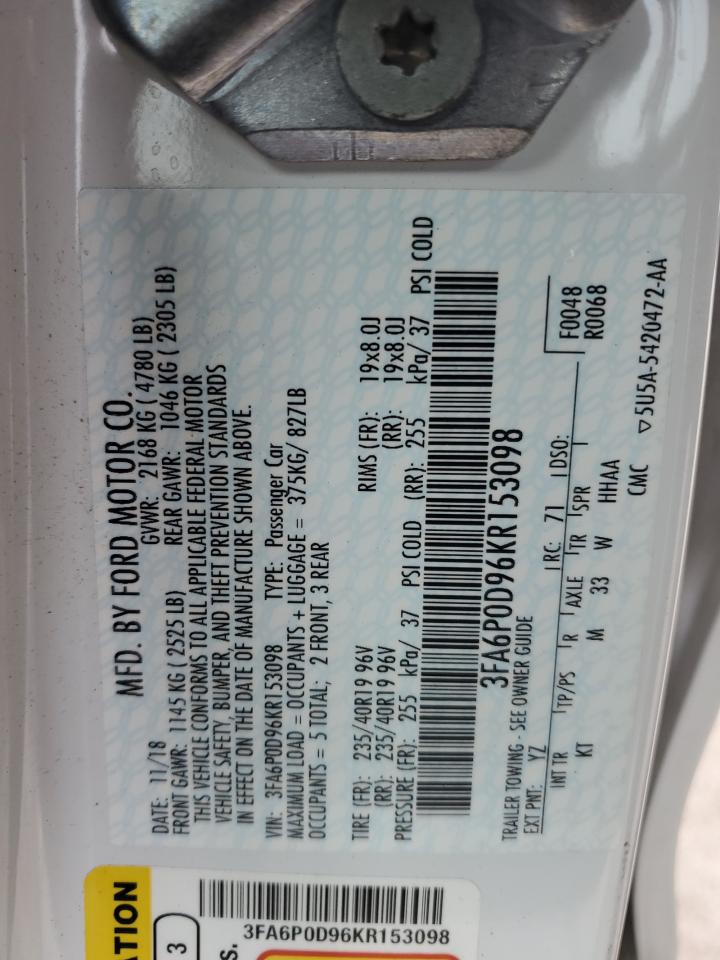 MFD. BY FORD MOTOR CO.
DATE: 11/18 GVWR: 2168 KG ( 4780 LB)
FRONT GAWR: 1145 KG ( 2525 LB) REAR GAWR: 1046 KG ( 2305 LB)
THIS VEHICLE CONFORMS TO ALL APPLICABLE FEDERAL MOTOR
VEHICLE SAFETY, BUMPER, AND THEFT PREVENTION STANDARDS
IN EFFECT ON THE DATE OF MANUFACTURE SHOWN ABOVE.
VIN: 3FA6P0D96KR153098 TYPE: Passenger Car
MAXIMUM LOAD = OCCUPANTS + LUGGAGE = 375KG/ 827LB
OCCUPANTS = 5 TOTAL; 2 FRONT, 3 REAR
TIRE (FR): 235/40R19 96V RIMS (FR): 19x8.0J
(RR): 235/40R19 96V (RR): 19x8.0J
PRESSURE (FR): 255 kPa/ 37 PSI COLD (RR): 255 kPa/ 37 PSI COLD
3FA6P0D96KR153098
TRAILER TOWING - SEE OWNER GUIDE
EXT PNT: YZ RC: 71 DSO: F0048
R0068
INT TR TP/PS R AXLE TR SPR
KT M 33 W HHAA
CMC ▽5U5A-5420472-AA
3FA6P0D96KR153098
3